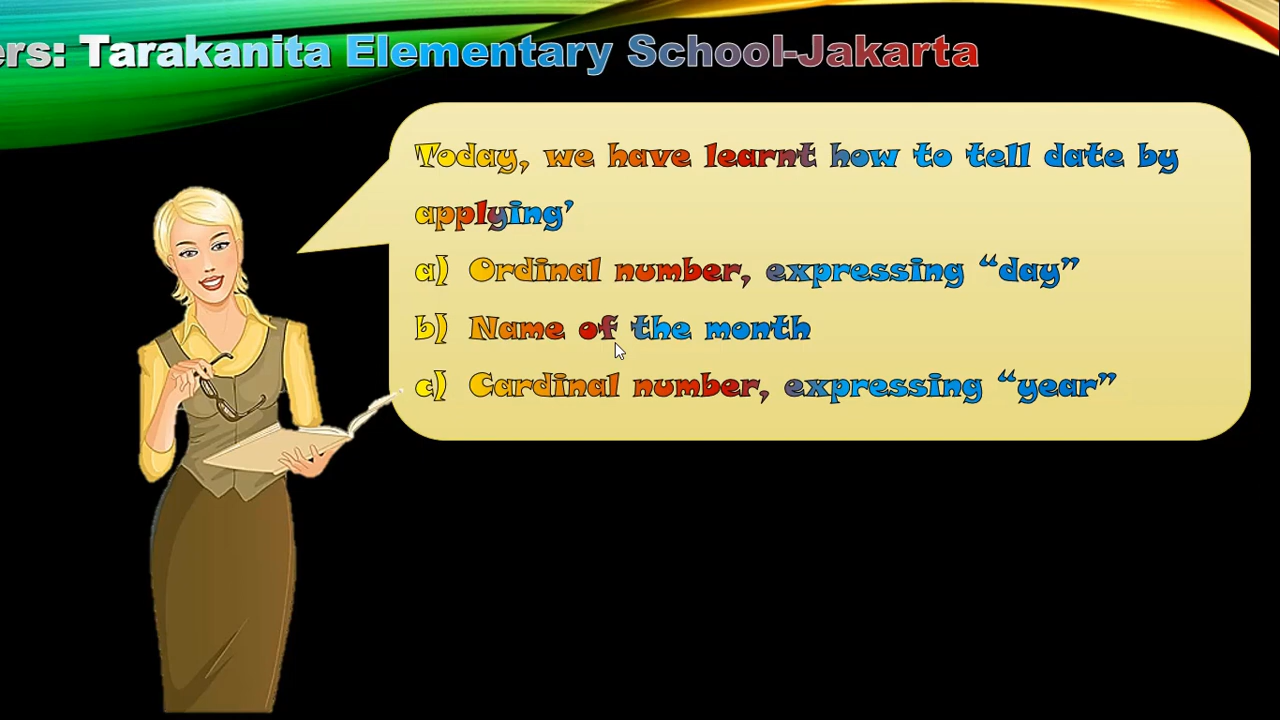 ers: Tarakanita Elementary School-Jakarta
Today, we have learnt how to tell date by
applying’
a) Ordinal number, expressing “day”
b) Name of the month
c) Cardinal number, expressing “year”